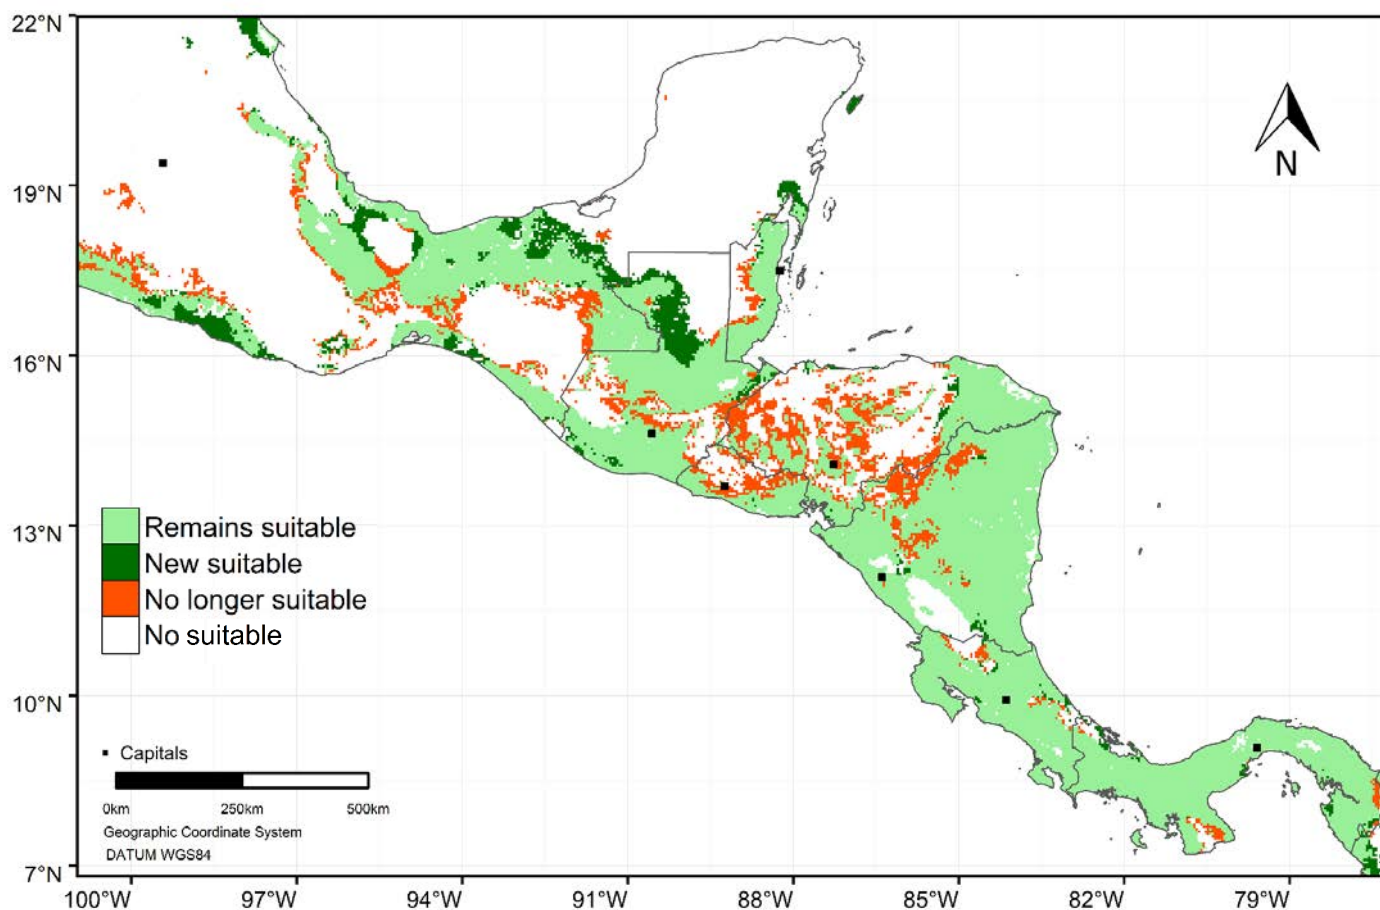 22°N
19°N
16°N
13°N
10°N
7°N
N
Remains suitable
New suitable
No longer suitable
No suitable
Capitals
0km 250km 500km
Geographic Coordinate System
DATUM WGS84
100°W 97°W 94°W 91°W 88°W 85°W 82°W 79°W